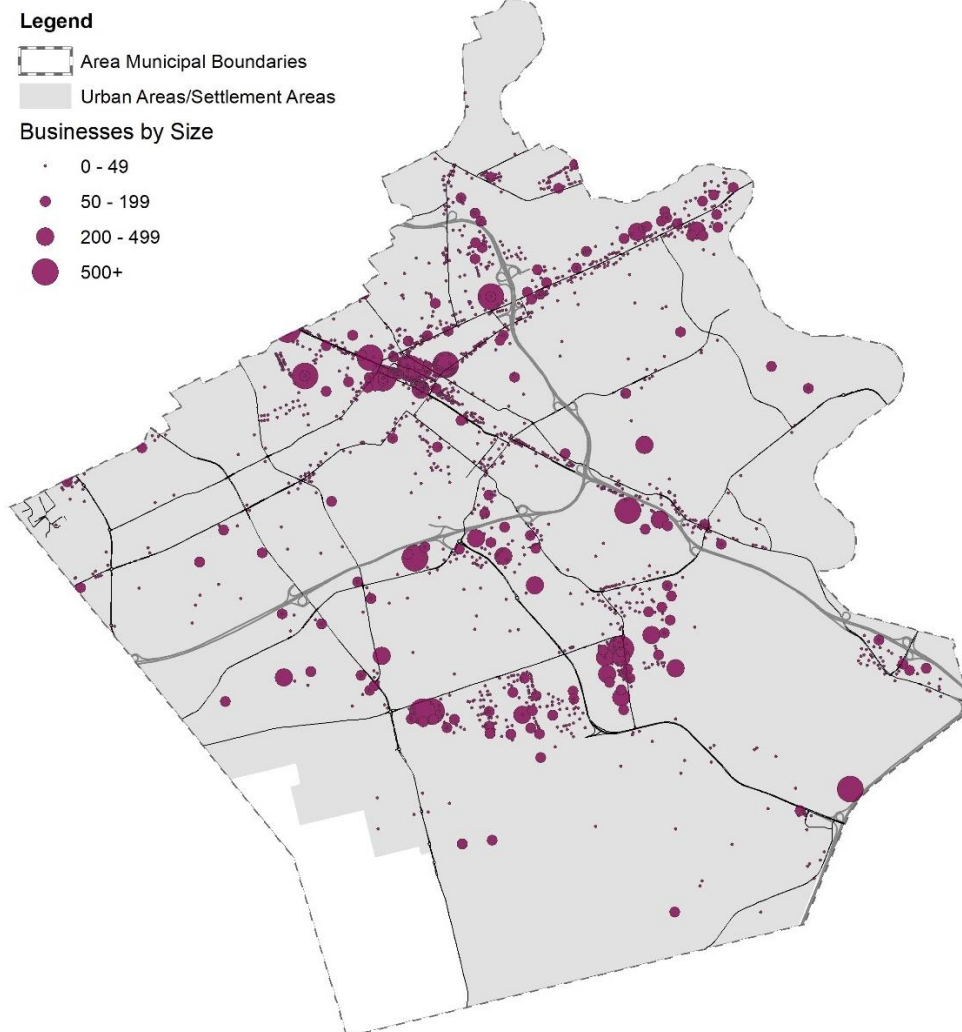 Legend
Area Municipal Boundaries
Urban Areas/Settlement Areas
Businesses by Size
0 - 49
50 - 199
200 - 499
500+